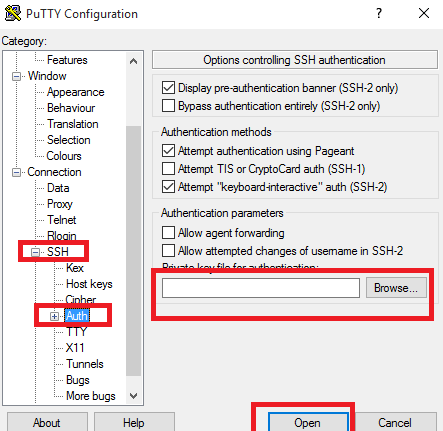 PuTTY Configuration
Category:
Features
Window
Appearance
Behaviour
Translation
Selection
Colours
Connection
Data
Proxy
Telnet
Rlogin
SSH
Kex
Host keys
Cipher
Auth
TTY
X11
Tunnels
Bugs
More bugs
Options controlling SSH authentication
Display pre-authentication banner (SSH-2 only)
Bypass authentication entirely (SSH-2 only)
Authentication methods
Attempt authentication using Pageant
Attempt TIS or CryptoCard auth (SSH-1)
Attempt "keyboard-interactive" auth (SSH-2)
Authentication parameters
Allow agent forwarding
Allow attempted changes of username in SSH-2
Private key file for authentication:
Browse...
About
Help
Open
Cancel